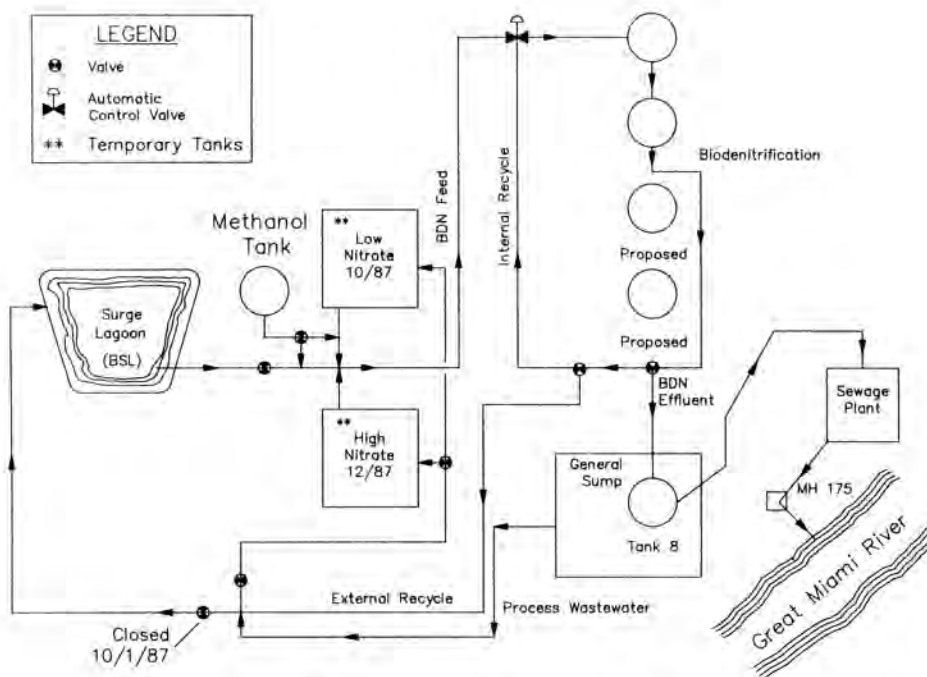 LEGEND
Valve
Automatic
Control Valve
** Temporary Tanks
Methanol
Tank
**
Low
Nitrate
10/87
BDN Feed
Internal Recycle
Biodenitrification
Proposed
Proposed
Surge
Lagoon
(BSL)
BDN
Effluent
Sewage
Plant
**
High
Nitrate
12/87
General
Sump
Tank 8
MH 175
Great Miami River
External Recycle
Process Wastewater
Closed
10/1/87